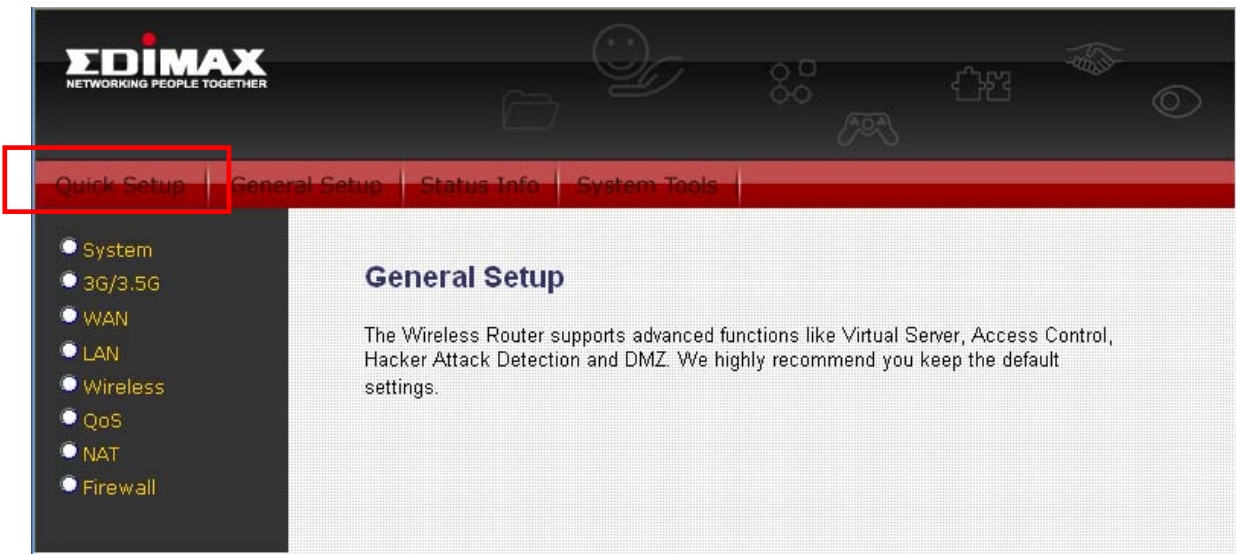 EDIMAX
NETWORKING PEOPLE TOGETHER
Quick Setup General Setup Status Info System Tools
System
3G/3.5G
WAN
LAN
Wireless
QoS
NAT
Firewall
General Setup
The Wireless Router supports advanced functions like Virtual Server, Access Control,
Hacker Attack Detection and DMZ. We highly recommend you keep the default
settings.